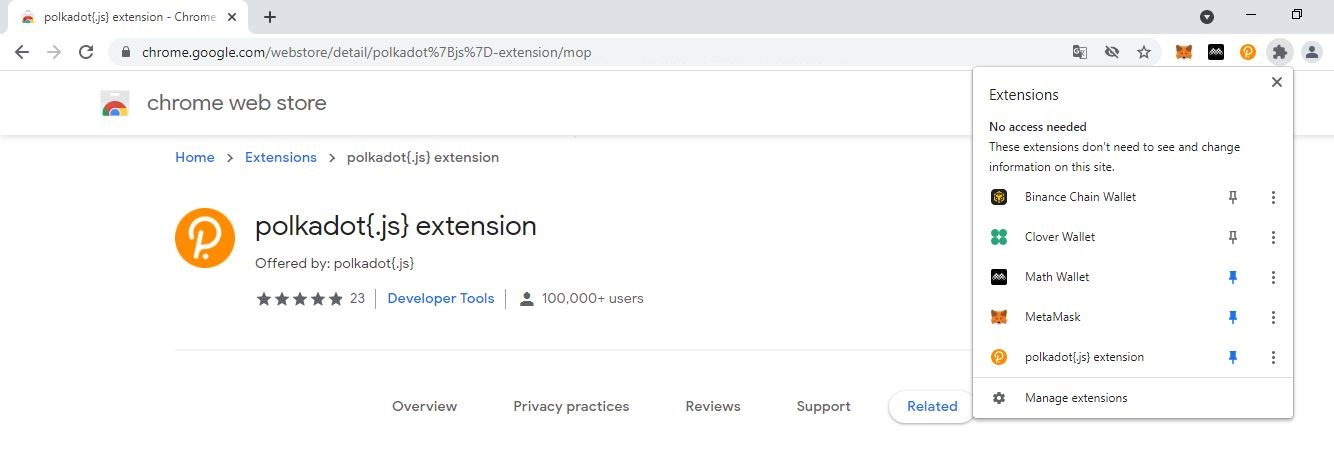 polkadot{.js} extension - Chrome
chrome.google.com/webstore/detail/polkadot%7Bjs%7D-extension/mop
chrome web store
Home > Extensions > polkadot{.js} extension
polkadot{.js} extension
Offered by: polkadot{.js}
23 Developer Tools 100,000+ users
Overview Privacy practices Reviews Support Related
Extensions
No access needed
These extensions don't need to see and change
information on this site.
Binance Chain Wallet
Clover Wallet
Math Wallet
MetaMask
polkadot{.js} extension
Manage extensions